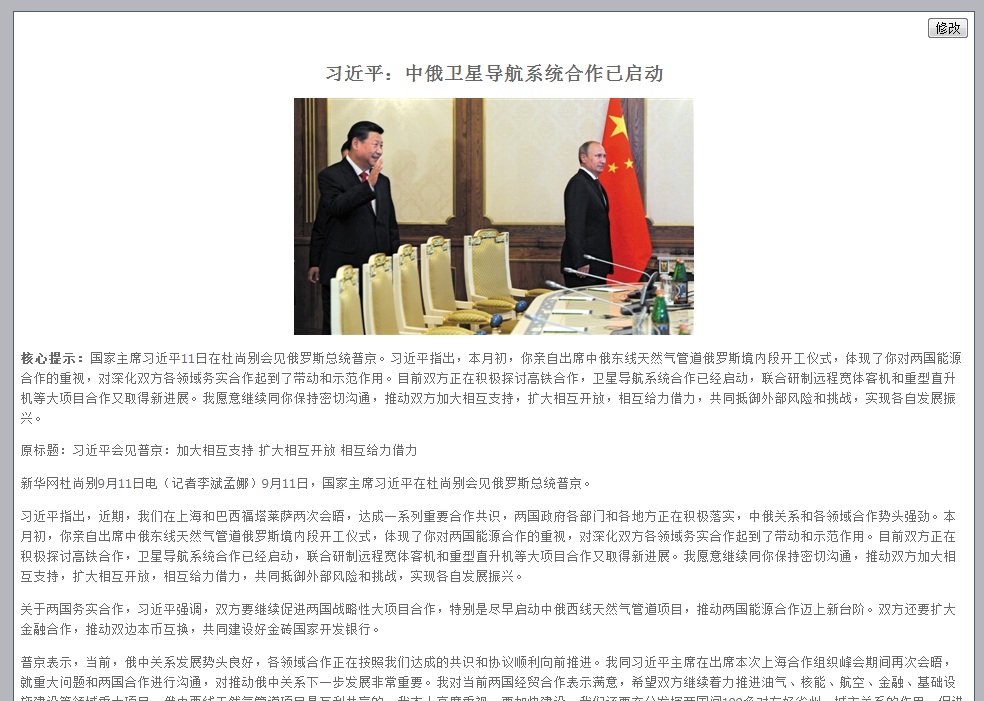 修改
习近平：中俄卫星导航系统合作已启动
核心提示：国家主席习近平11日在杜尚别会见俄罗斯总统普京。习近平指出，本月初，你亲自出席中俄东线天然气管道俄罗斯境内段开工仪式，体现了你对两国能源
合作的重视，对深化双方各领域务实合作起到了带动和示范作用。目前双方正在积极探讨高铁合作，卫星导航系统合作已经启动，联合研制远程宽体客机和重型直升
机等大项目合作又取得新进展。我愿意继续同你保持密切沟通，推动双方加大相互支持，扩大相互开放，相互给力借力，共同抵御外部风险和挑战，实现各自发展振
兴。
原标题：习近平会见普京：加大相互支持 扩大相互开放 相互给力借力
新华网杜尚别9月11日电（记者李斌孟娜）9月11日，国家主席习近平在杜尚别会见俄罗斯总统普京。
习近平指出，近期，我们在上海和巴西福塔莱萨两次会晤，达成一系列重要合作共识，两国政府各部门和各地方正在积极落实，中俄关系和各领域合作势头强劲。本
月初，你亲自出席中俄东线天然气管道俄罗斯境内段开工仪式，体现了你对两国能源合作的重视，对深化双方各领域务实合作起到了带动和示范作用。目前双方正在
积极探讨高铁合作，卫星导航系统合作已经启动，联合研制远程宽体客机和重型直升机等大项目合作又取得新进展。我愿意继续同你保持密切沟通，推动双方加大相
互支持，扩大相互开放，相互给力借力，共同抵御外部风险和挑战，实现各自发展振兴。
关于两国务实合作，习近平强调，双方要继续促进两国战略性大项目合作，特别是尽早启动中俄西线天然气管道项目，推动两国能源合作迈上新台阶。双方还要扩大
金融合作，推动双边本币互换，共同建设好金砖国家开发银行。
普京表示，当前，俄中关系发展势头良好，各领域合作正在按照我们达成的共识和协议顺利向前推进。我同习近平主席在出席本次上海合作组织峰会期间再次会晤，
就重大问题和两国合作进行沟通，对推动俄中关系下一步发展非常重要。我对当前两国经贸合作表示满意，希望双方继续着力推进油气、核能、航空、金融、基础设